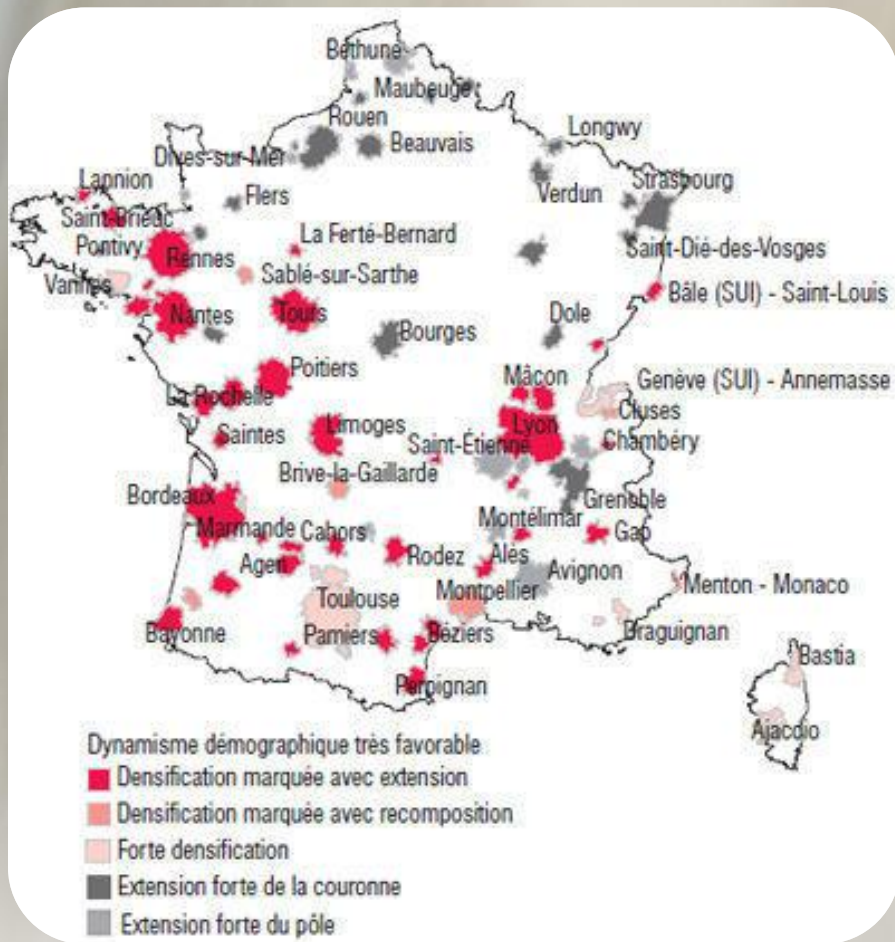 Béthune
Maubeuge
Rouen
Beauvais
Longwy
Dives-sur-Mer
Verdun
Strasbourg
Lannion
Flers
Saint-Brieuc
La Ferté-Bernard
Saint-Dié-des-Vosges
Pontivy
Rennes
Sablé-sur-Sarthe
Vannes
Bâle (SUI) - Saint-Louis
Nantes
Tours
Dole
Bourges
Poitiers
Mâcon
Genève (SUI) - Annemasse
La Rochelle
Cluses
Limoges
Lyon
Saintes
Saint-Étienne
Chambéry
Brive-la-Gaillarde
Bordeaux
Grenoble
Montélimar
Marmande
Cahors
Gap
Rodez
Alès
Agen
Avignon
Montpellier
Menton - Monaco
Toulouse
Bayonne
Pamiers
Béziers
Draguignan
Bastia
Perpignan
Ajaccio
Dynamisme démographique très favorable
Densification marquée avec extension
Densification marquée avec recomposition
Forte densification
Extension forte de la couronne
Extension forte du pôle